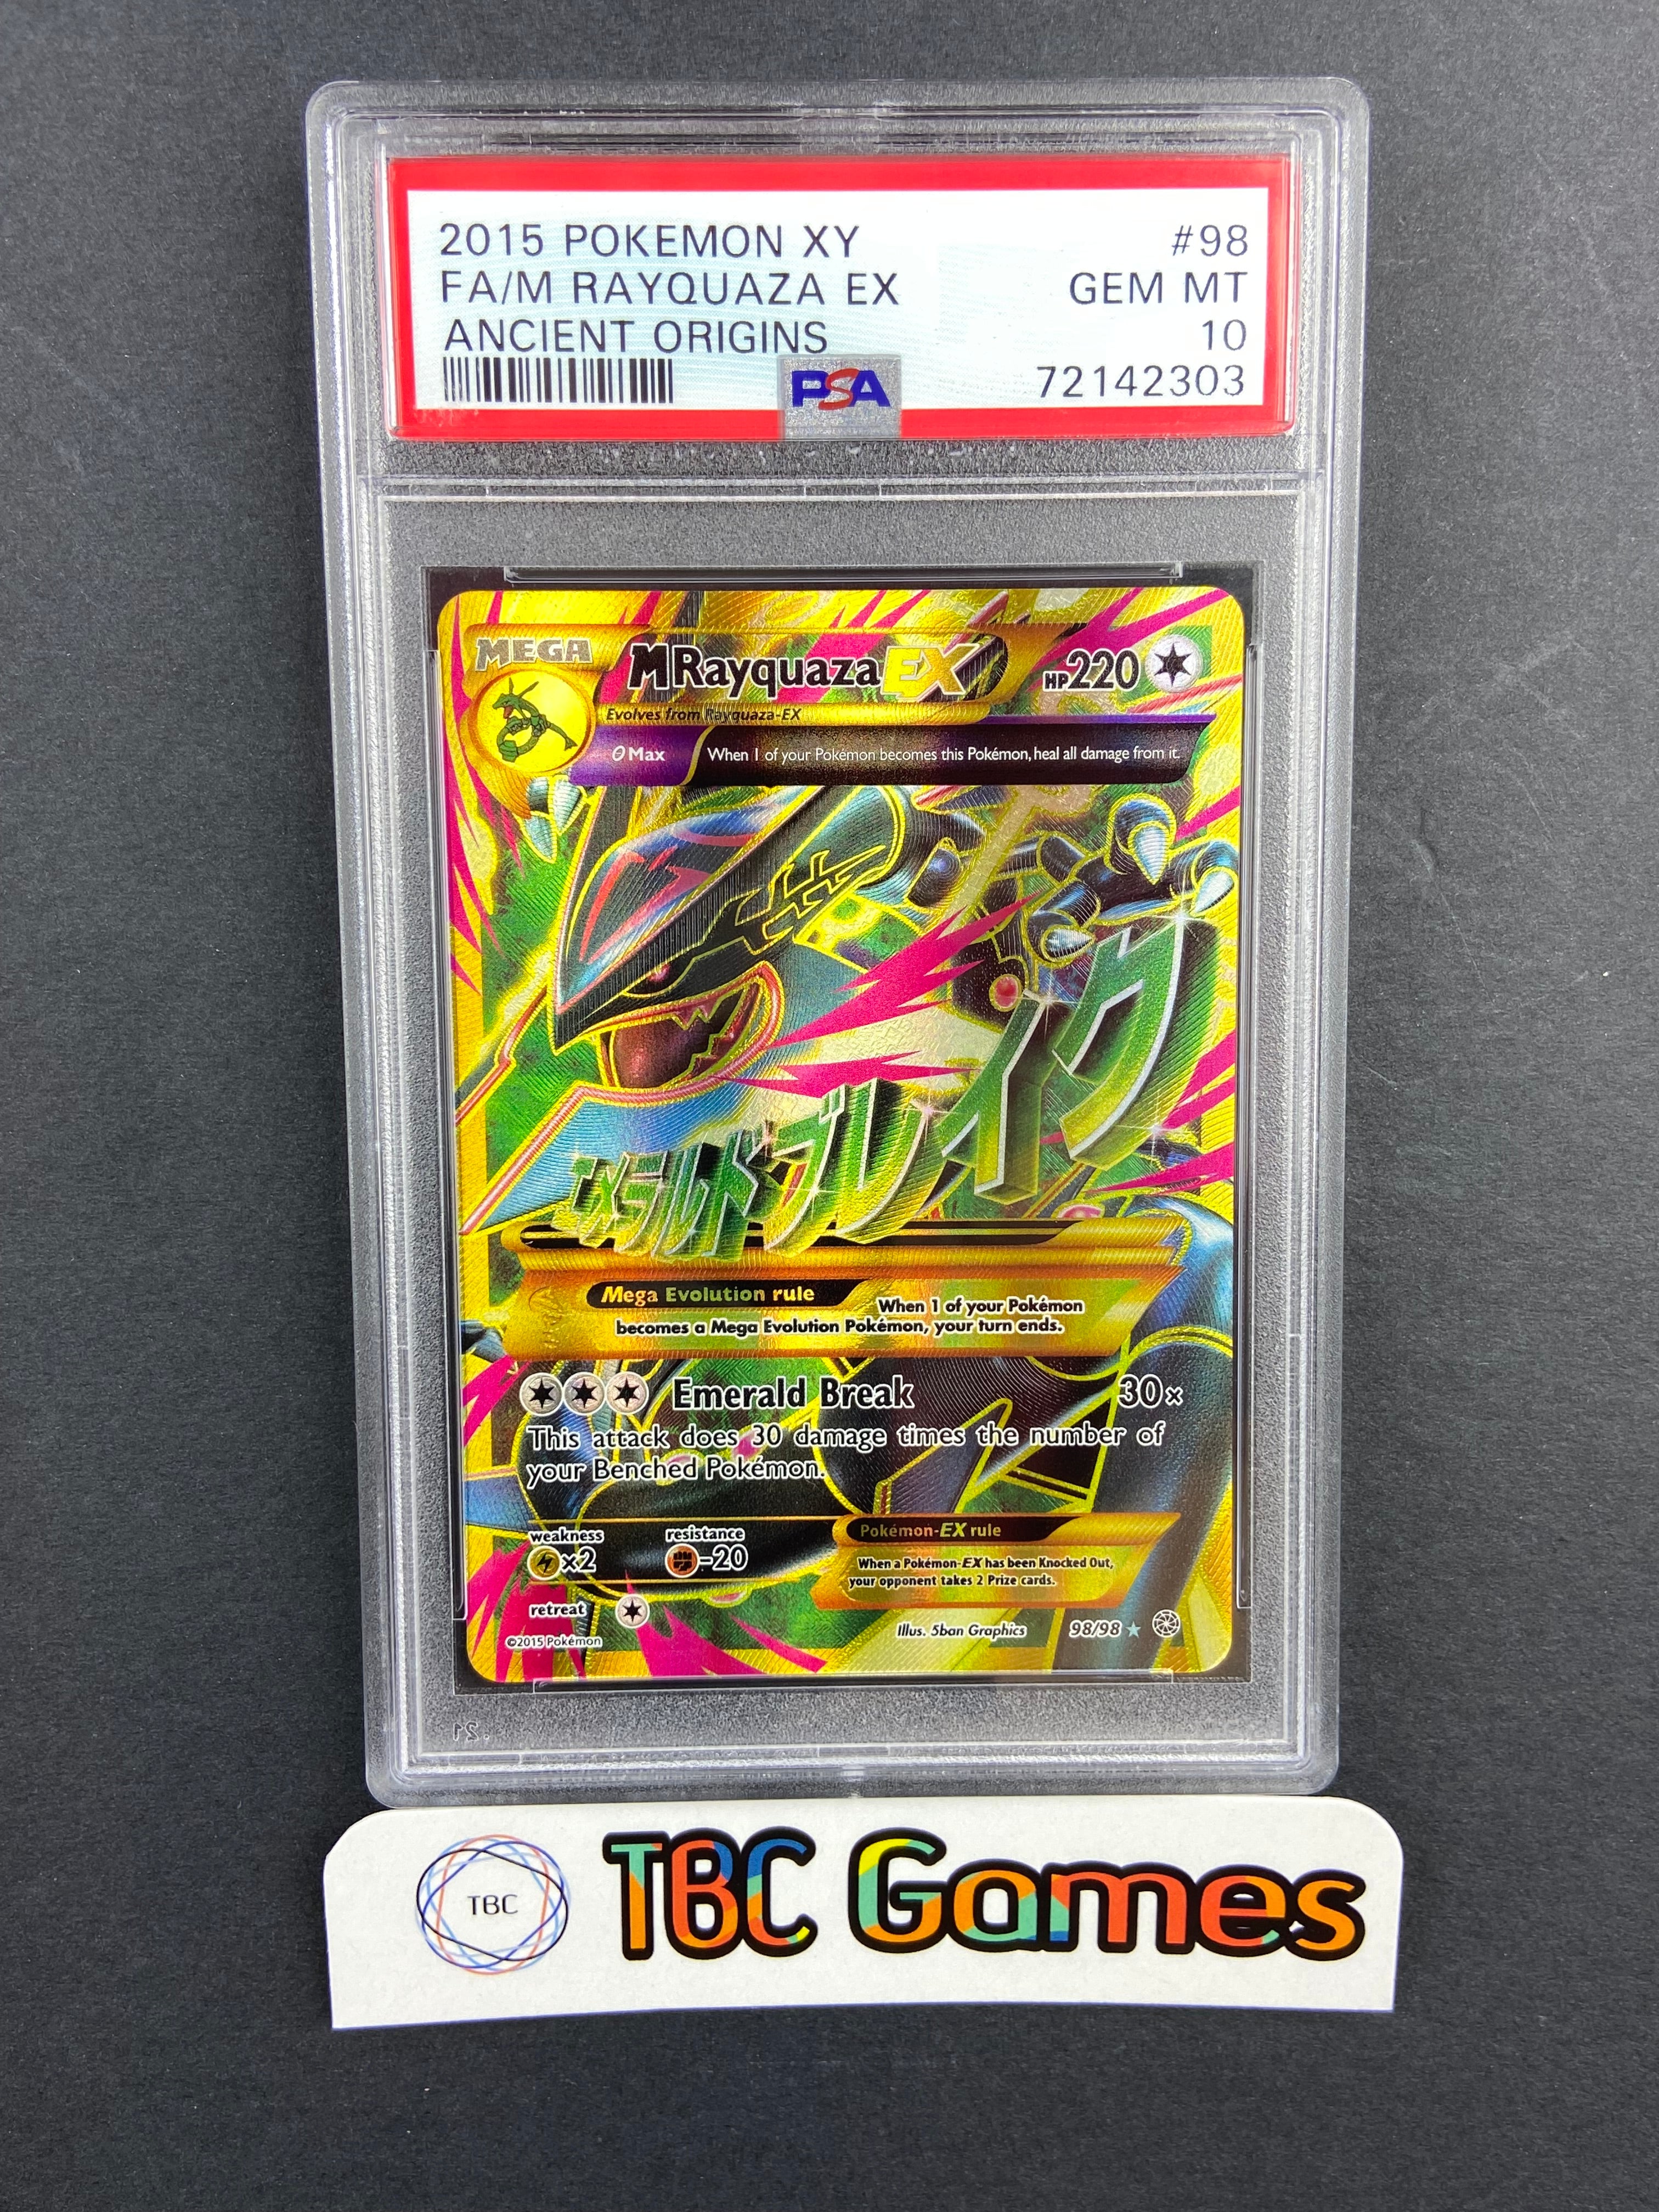 2015 POKEMON XY #98
FA/M RAYQUAZA EX GEM MT
ANCIENT ORIGINS 10
PSA 72142303
MEGA MRayquazaEX HP220
Evolves from Rayquaza-EX
θ Max When 1 of your Pokémon becomes this Pokémon, heal all damage from it.
エメラルドブレイク
Mega Evolution rule When 1 of your Pokémon
becomes a Mega Evolution Pokémon, your turn ends.
Emerald Break 30×
This attack does 30 damage times the number of
your Benched Pokémon.
weakness resistance Pokémon-EX rule
×2 -20 When a Pokémon-EX has been Knocked Out,
your opponent takes 2 Prize cards.
retreat
Illus. 5ban Graphics 98/98 ★
©2015 Pokémon
TBC TBC Games